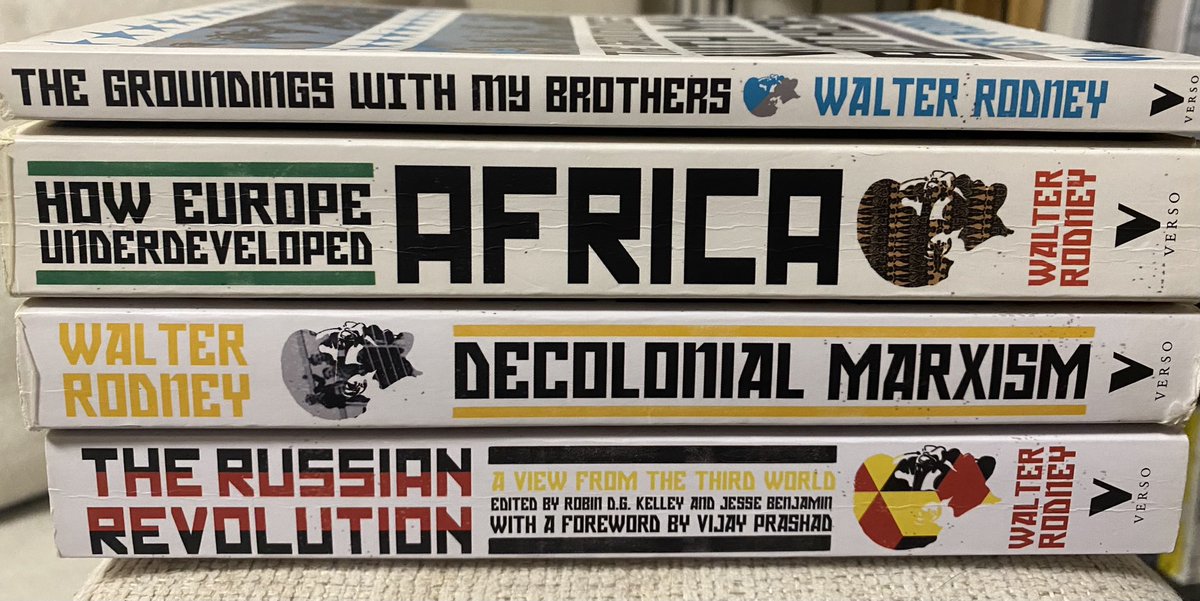 THE GROUNDINGS WITH MY BROTHERS WALTER RODNEY V VERSO
HOW EUROPE
UNDERDEVELOPED
AFRICA
WALTER
RODNEY
V VERSO
WALTER
RODNEY
DECOLONIAL MARXISM
V VERSO
THE RUSSIAN
REVOLUTION
A VIEW FROM THE THIRD WORLD
EDITED BY ROBIN D.G. KELLEY AND JESSE BENJAMIN
WITH A FOREWORD BY VIJAY PRASHAD
WALTER
RODNEY
V VERSO